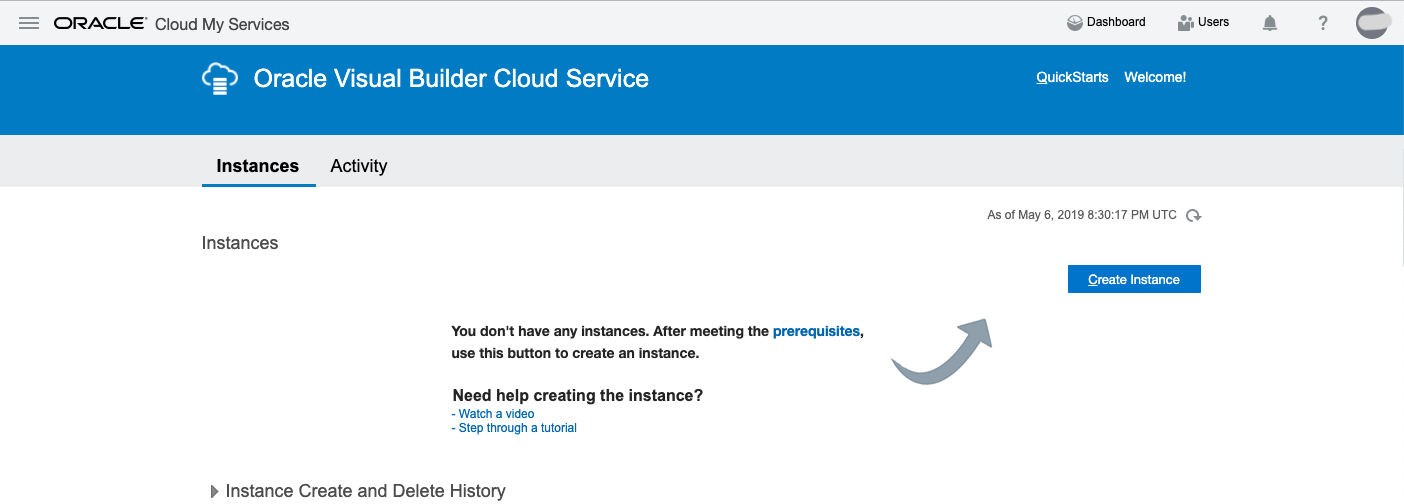 ORACLE Cloud My Services
Dashboard
Users
?
Oracle Visual Builder Cloud Service
QuickStarts
Welcome!
Instances
Activity
As of May 6, 2019 8:30:17 PM UTC
Instances
Create Instance
You don't have any instances. After meeting the prerequisites,
use this button to create an instance.
Need help creating the instance?
- Watch a video
- Step through a tutorial
Instance Create and Delete History